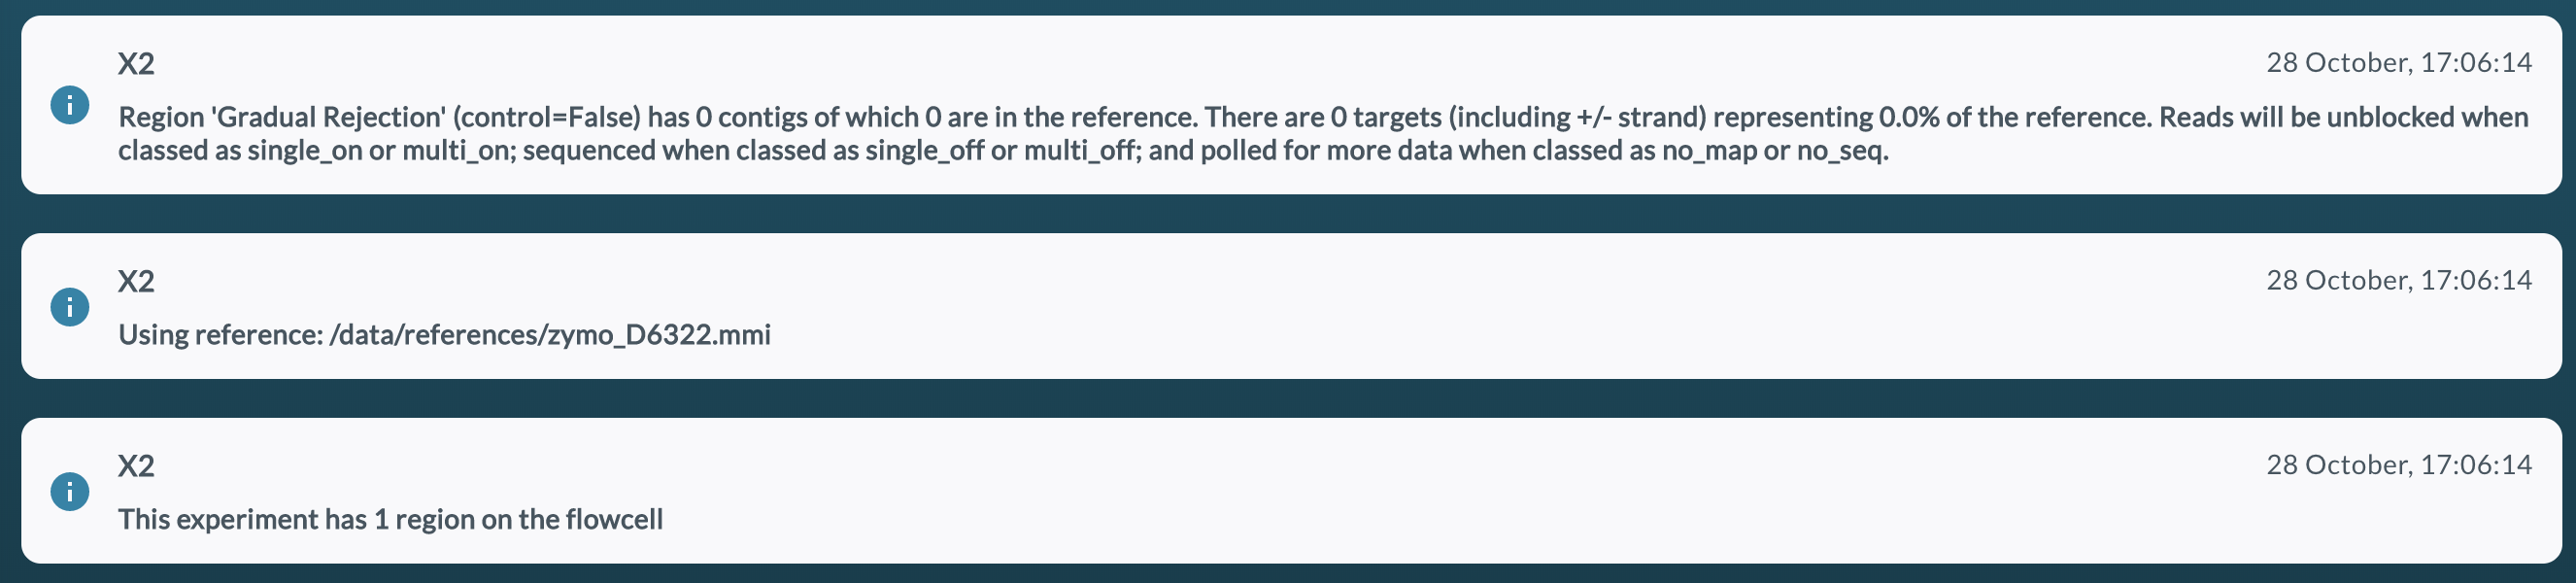 X2
28 October, 17:06:14
Region 'Gradual Rejection' (control=False) has 0 contigs of which 0 are in the reference. There are 0 targets (including +/- strand) representing 0.0% of the reference. Reads will be unblocked when
classed as single_on or multi_on; sequenced when classed as single_off or multi_off; and polled for more data when classed as no_map or no_seq.
X2
28 October, 17:06:14
Using reference: /data/references/zymo_D6322.mmi
X2
28 October, 17:06:14
This experiment has 1 region on the flowcell